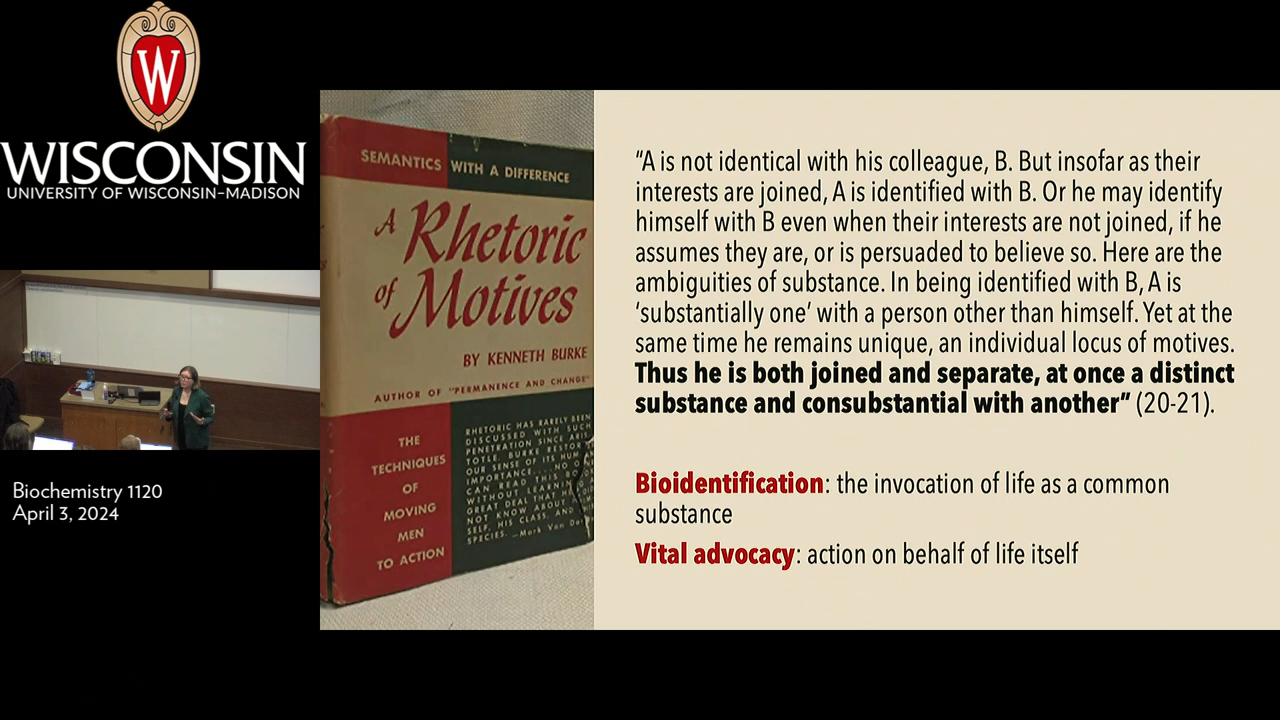 W
WISCONSIN
UNIVERSITY OF WISCONSIN–MADISON
Biochemistry 1120
April 3, 2024
SEMANTICS WITH A DIFFERENCE
A Rhetoric
of Motives
BY KENNETH BURKE
AUTHOR OF "PERMANENCE AND CHANGE"
THE
TECHNIQUES
OF
MOVING
MEN
TO ACTION
RHETORIC HAS RARELY BEEN
DISCUSSED WITH SUCH
PENETRATION SINCE ARIS
TOTLE. BURKE RESTOR
OUR SENSE OF ITS HUM
IMPORTANCE....NO O
CAN READ THIS BO
WITHOUT LEARNI
GREAT DEAL THAT HE
NOT KNOW ABOUT
SELF, HIS CLASS, AND
SPECIES.—Mark Van Do
“A is not identical with his colleague, B. But insofar as their
interests are joined, A is identified with B. Or he may identify
himself with B even when their interests are not joined, if he
assumes they are, or is persuaded to believe so. Here are the
ambiguities of substance. In being identified with B, A is
‘substantially one’ with a person other than himself. Yet at the
same time he remains unique, an individual locus of motives.
Thus he is both joined and separate, at once a distinct
substance and consubstantial with another” (20-21).
Bioidentification: the invocation of life as a common
substance
Vital advocacy: action on behalf of life itself